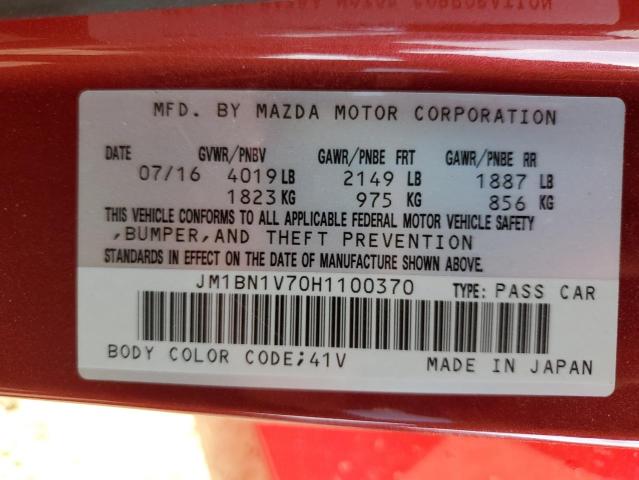 MFD. BY MAZDA MOTOR CORPORATION
DATE GVWR/PNBV GAWR/PNBE FRT GAWR/PNBE RR
07/16 4019 LB 2149 LB 1887 LB
1823 KG 975 KG 856 KG
THIS VEHICLE CONFORMS TO ALL APPLICABLE FEDERAL MOTOR VEHICLE SAFETY
,BUMPER,AND THEFT PREVENTION
STANDARDS IN EFFECT ON THE DATE OF MANUFACTURE SHOWN ABOVE.
JM1BN1V70H1100370 TYPE: PASS CAR
BODY COLOR CODE;41V MADE IN JAPAN